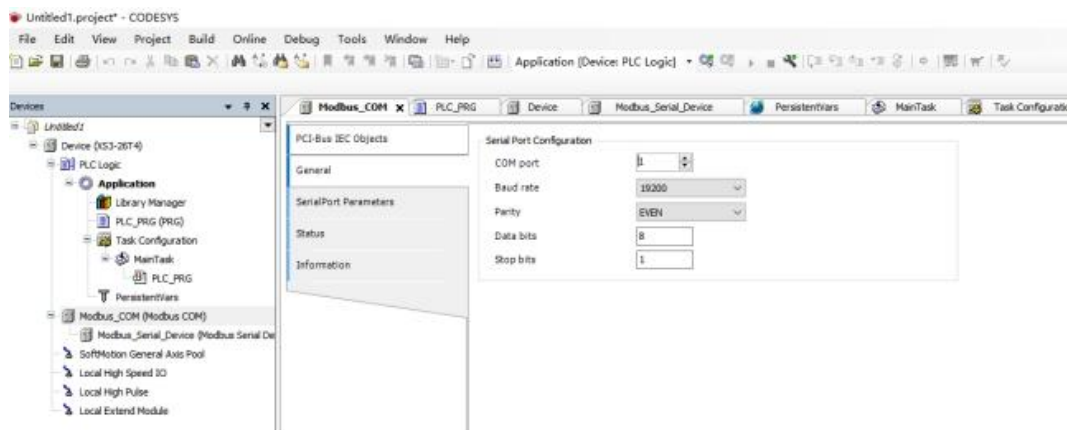 Untitled1.project* - CODESYS
File Edit View Project Build Online Debug Tools Window Help
Application [Device: PLC Logic]
Devices
Modbus_COM PLC_PRG Device Modbus_Serial_Device PersistentVars MainTask Task Configurati
Untitled1
Device (XS3-26T4)
PLC Logic
Application
Library Manager
PLC_PRG (PRG)
Task Configuration
MainTask
PLC_PRG
PersistentVars
Modbus_COM (Modbus COM)
Modbus_Serial_Device (Modbus Serial De
SoftMotion General Axis Pool
Local High Speed IO
Local High Pulse
Local Extend Module
PCI-Bus IEC Objects
General
SerialPort Parameters
Status
Information
Serial Port Configuration
COM port 1
Baud rate 19200
Parity EVEN
Data bits 8
Stop bits 1